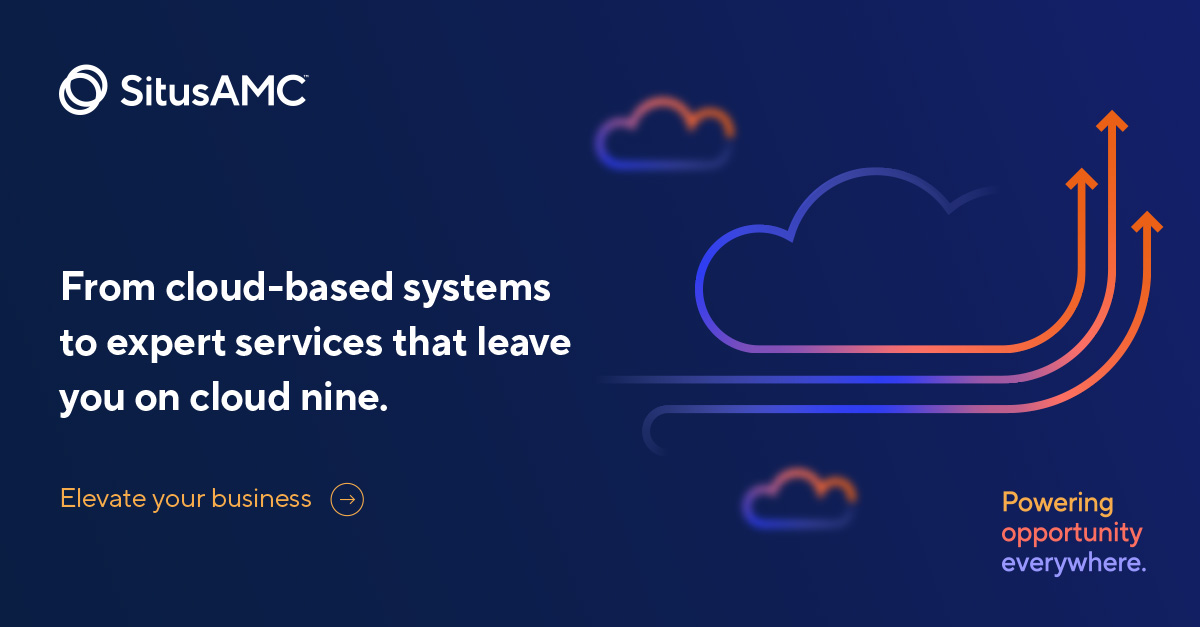 SitusAMC™
From cloud-based systems
to expert services that leave
you on cloud nine.
Elevate your business
Powering
opportunity
everywhere.